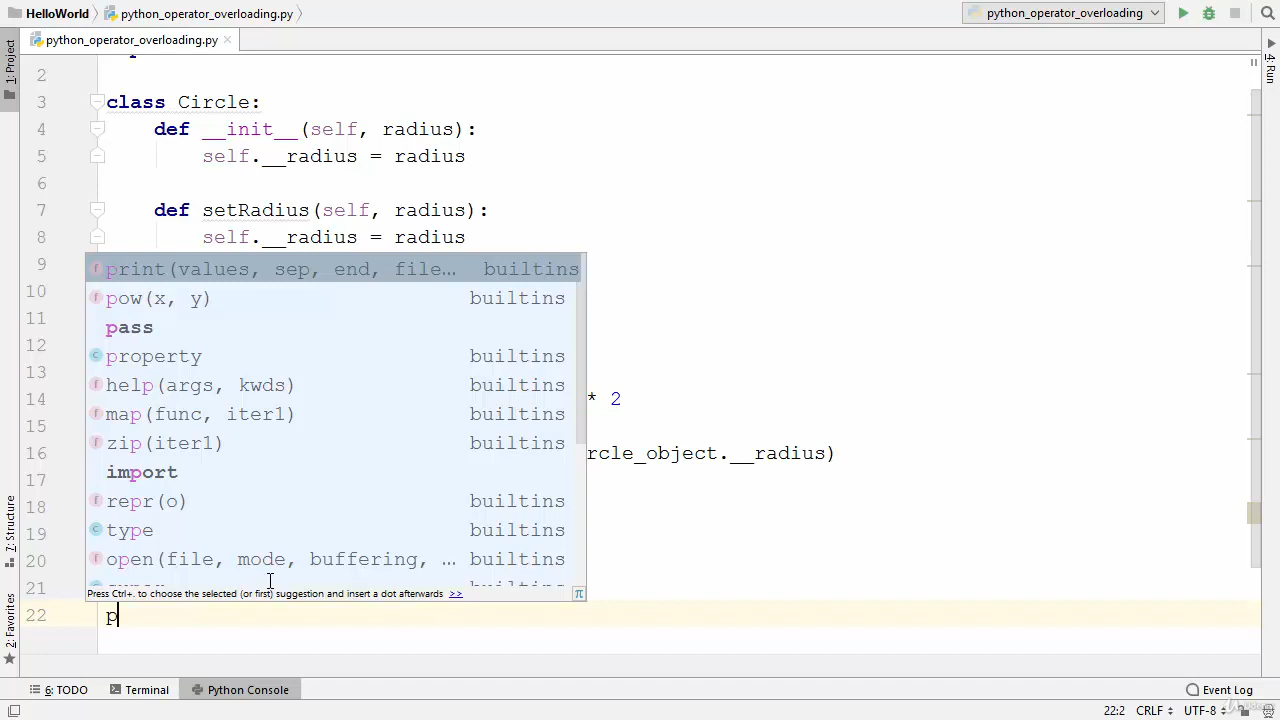 HelloWorld python_operator_overloading.py python_operator_overloading
python_operator_overloading.py
1: Project
4: Run
2
3 class Circle:
4 def __init__(self, radius):
5 self.__radius = radius
6
7 def setRadius(self, radius):
8 self.__radius = radius
9 print(values, sep, end, file… builtins
10 pow(x, y) builtins
11 pass
12 property builtins
13 help(args, kwds) builtins
14 * 2
map(func, iter1) builtins
15 zip(iter1) builtins
16 rcle_object.__radius)
17 import
18 repr(o) builtins
19 type builtins
20 open(file, mode, buffering, … builtins
21
Press Ctrl+. to choose the selected (or first) suggestion and insert a dot afterwards >> π
22 p
7: Structure
2: Favorites
6: TODO Terminal Python Console Event Log
22:2 CRLF UTF-8